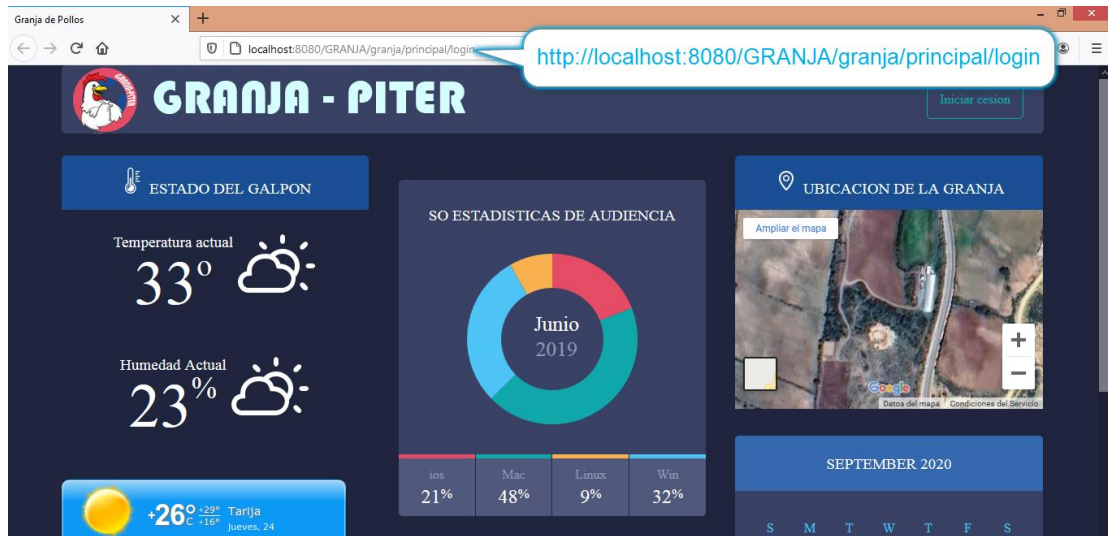 Granja de Pollos
localhost:8080/GRANJA/granja/principal/login
http://localhost:8080/GRANJA/granja/principal/login
GRANJA - PITER
Iniciar cesion
ESTADO DEL GALPON
Temperatura actual
33°
Humedad Actual
23%
+26°C +29° +16° Tarija
Jueves, 24
SO ESTADISTICAS DE AUDIENCIA
Junio
2019
ios Mac Linux Win
21% 48% 9% 32%
UBICACION DE LA GRANJA
Ampliar el mapa
+
−
Google
Datos del mapa Condiciones del Servicio
SEPTEMBER 2020
S M T W T F S